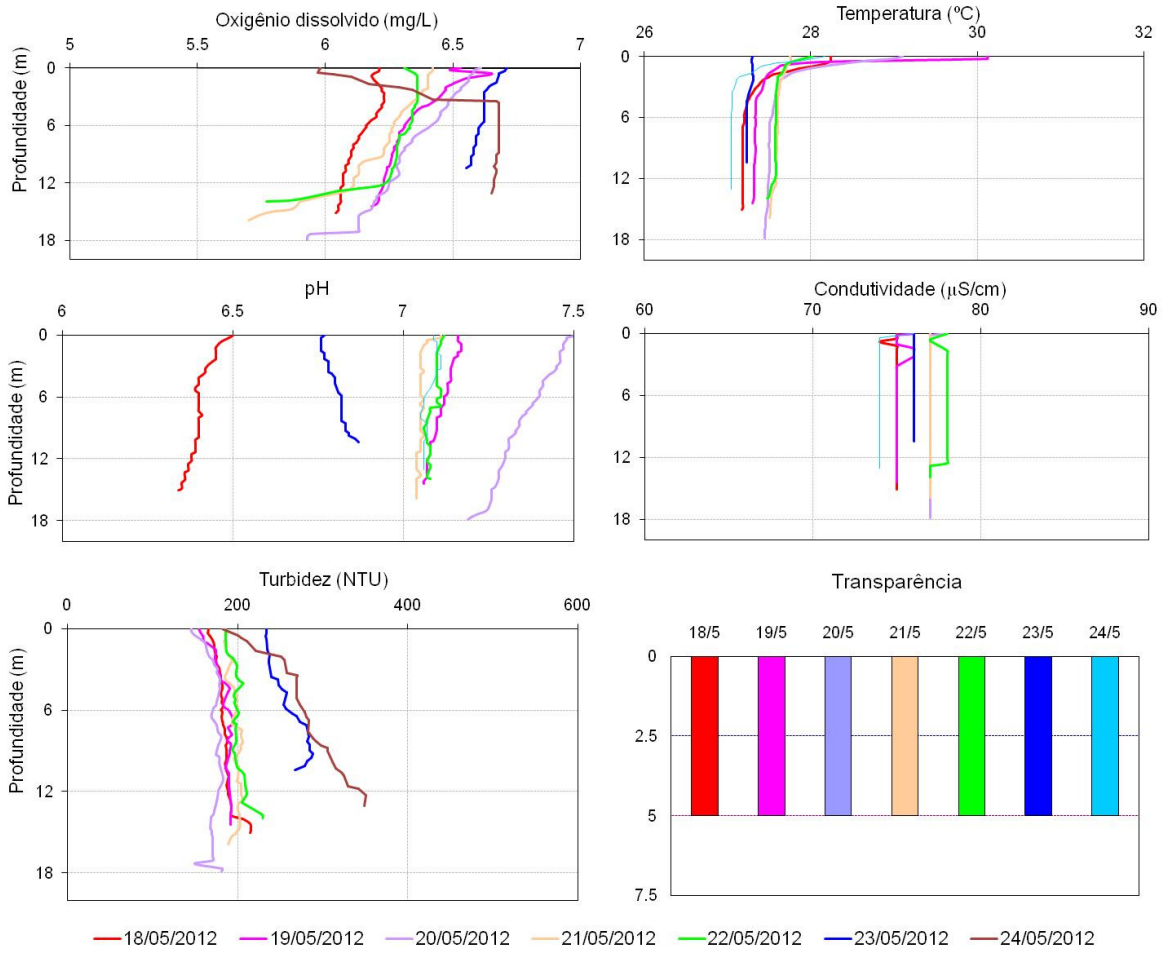 Oxigênio dissolvido (mg/L)
5 5.5 6 6.5 7
Profundidade (m)
0
6
12
18
Temperatura (ºC)
26 28 30 32
0
6
12
18
pH
6 6.5 7 7.5
Profundidade (m)
0
6
12
18
Condutividade (µS/cm)
60 70 80 90
0
6
12
18
Turbidez (NTU)
0 200 400 600
Profundidade (m)
0
6
12
18
Transparência
18/5 19/5 20/5 21/5 22/5 23/5 24/5
0
2.5
5
7.5
18/05/2012 19/05/2012 20/05/2012 21/05/2012 22/05/2012 23/05/2012 24/05/2012